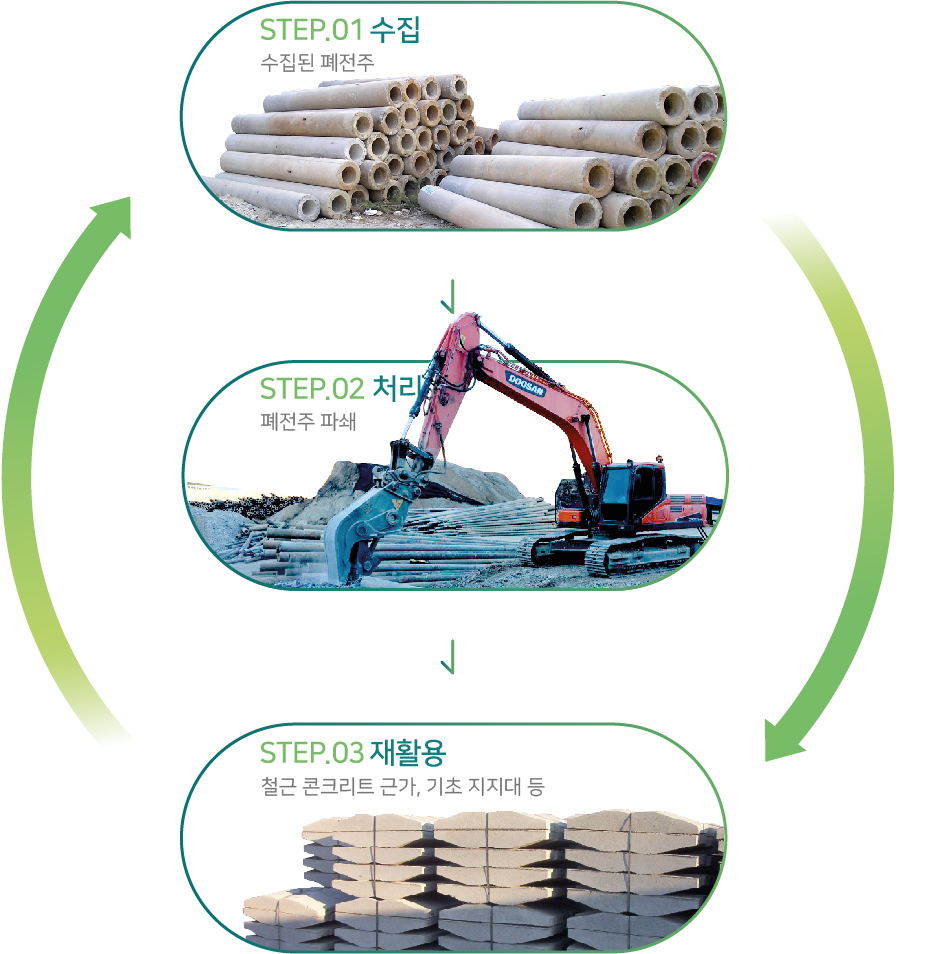 STEP.01 수집
수집된 폐전주
STEP.02 처리
폐전주 파쇄
DOOSAN
STEP.03 재활용
철근 콘크리트 근가, 기초 지지대 등